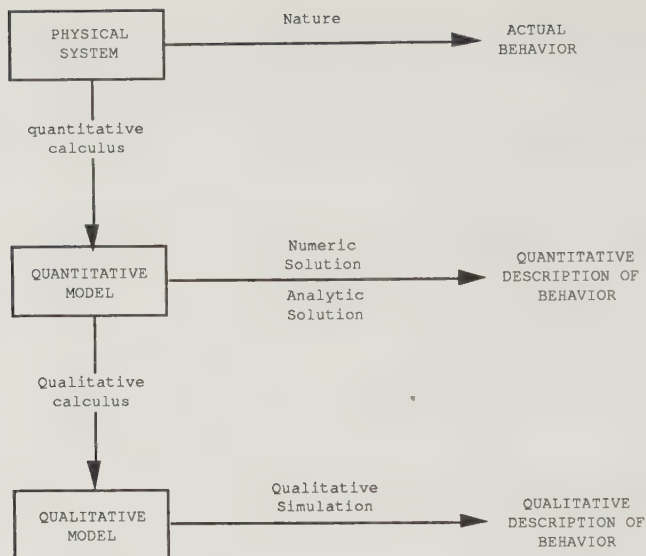 Nature
PHYSICAL
SYSTEM
ACTUAL
BEHAVIOR
quantitative
calculus
Numeric
Solution
QUANTITATIVE
MODEL
Analytic
Solution
QUANTITATIVE
DESCRIPTION OF
BEHAVIOR
Qualitative
calculus
Qualitative
Simulation
QUALITATIVE
MODEL
QUALITATIVE
DESCRIPTION OF
BEHAVIOR